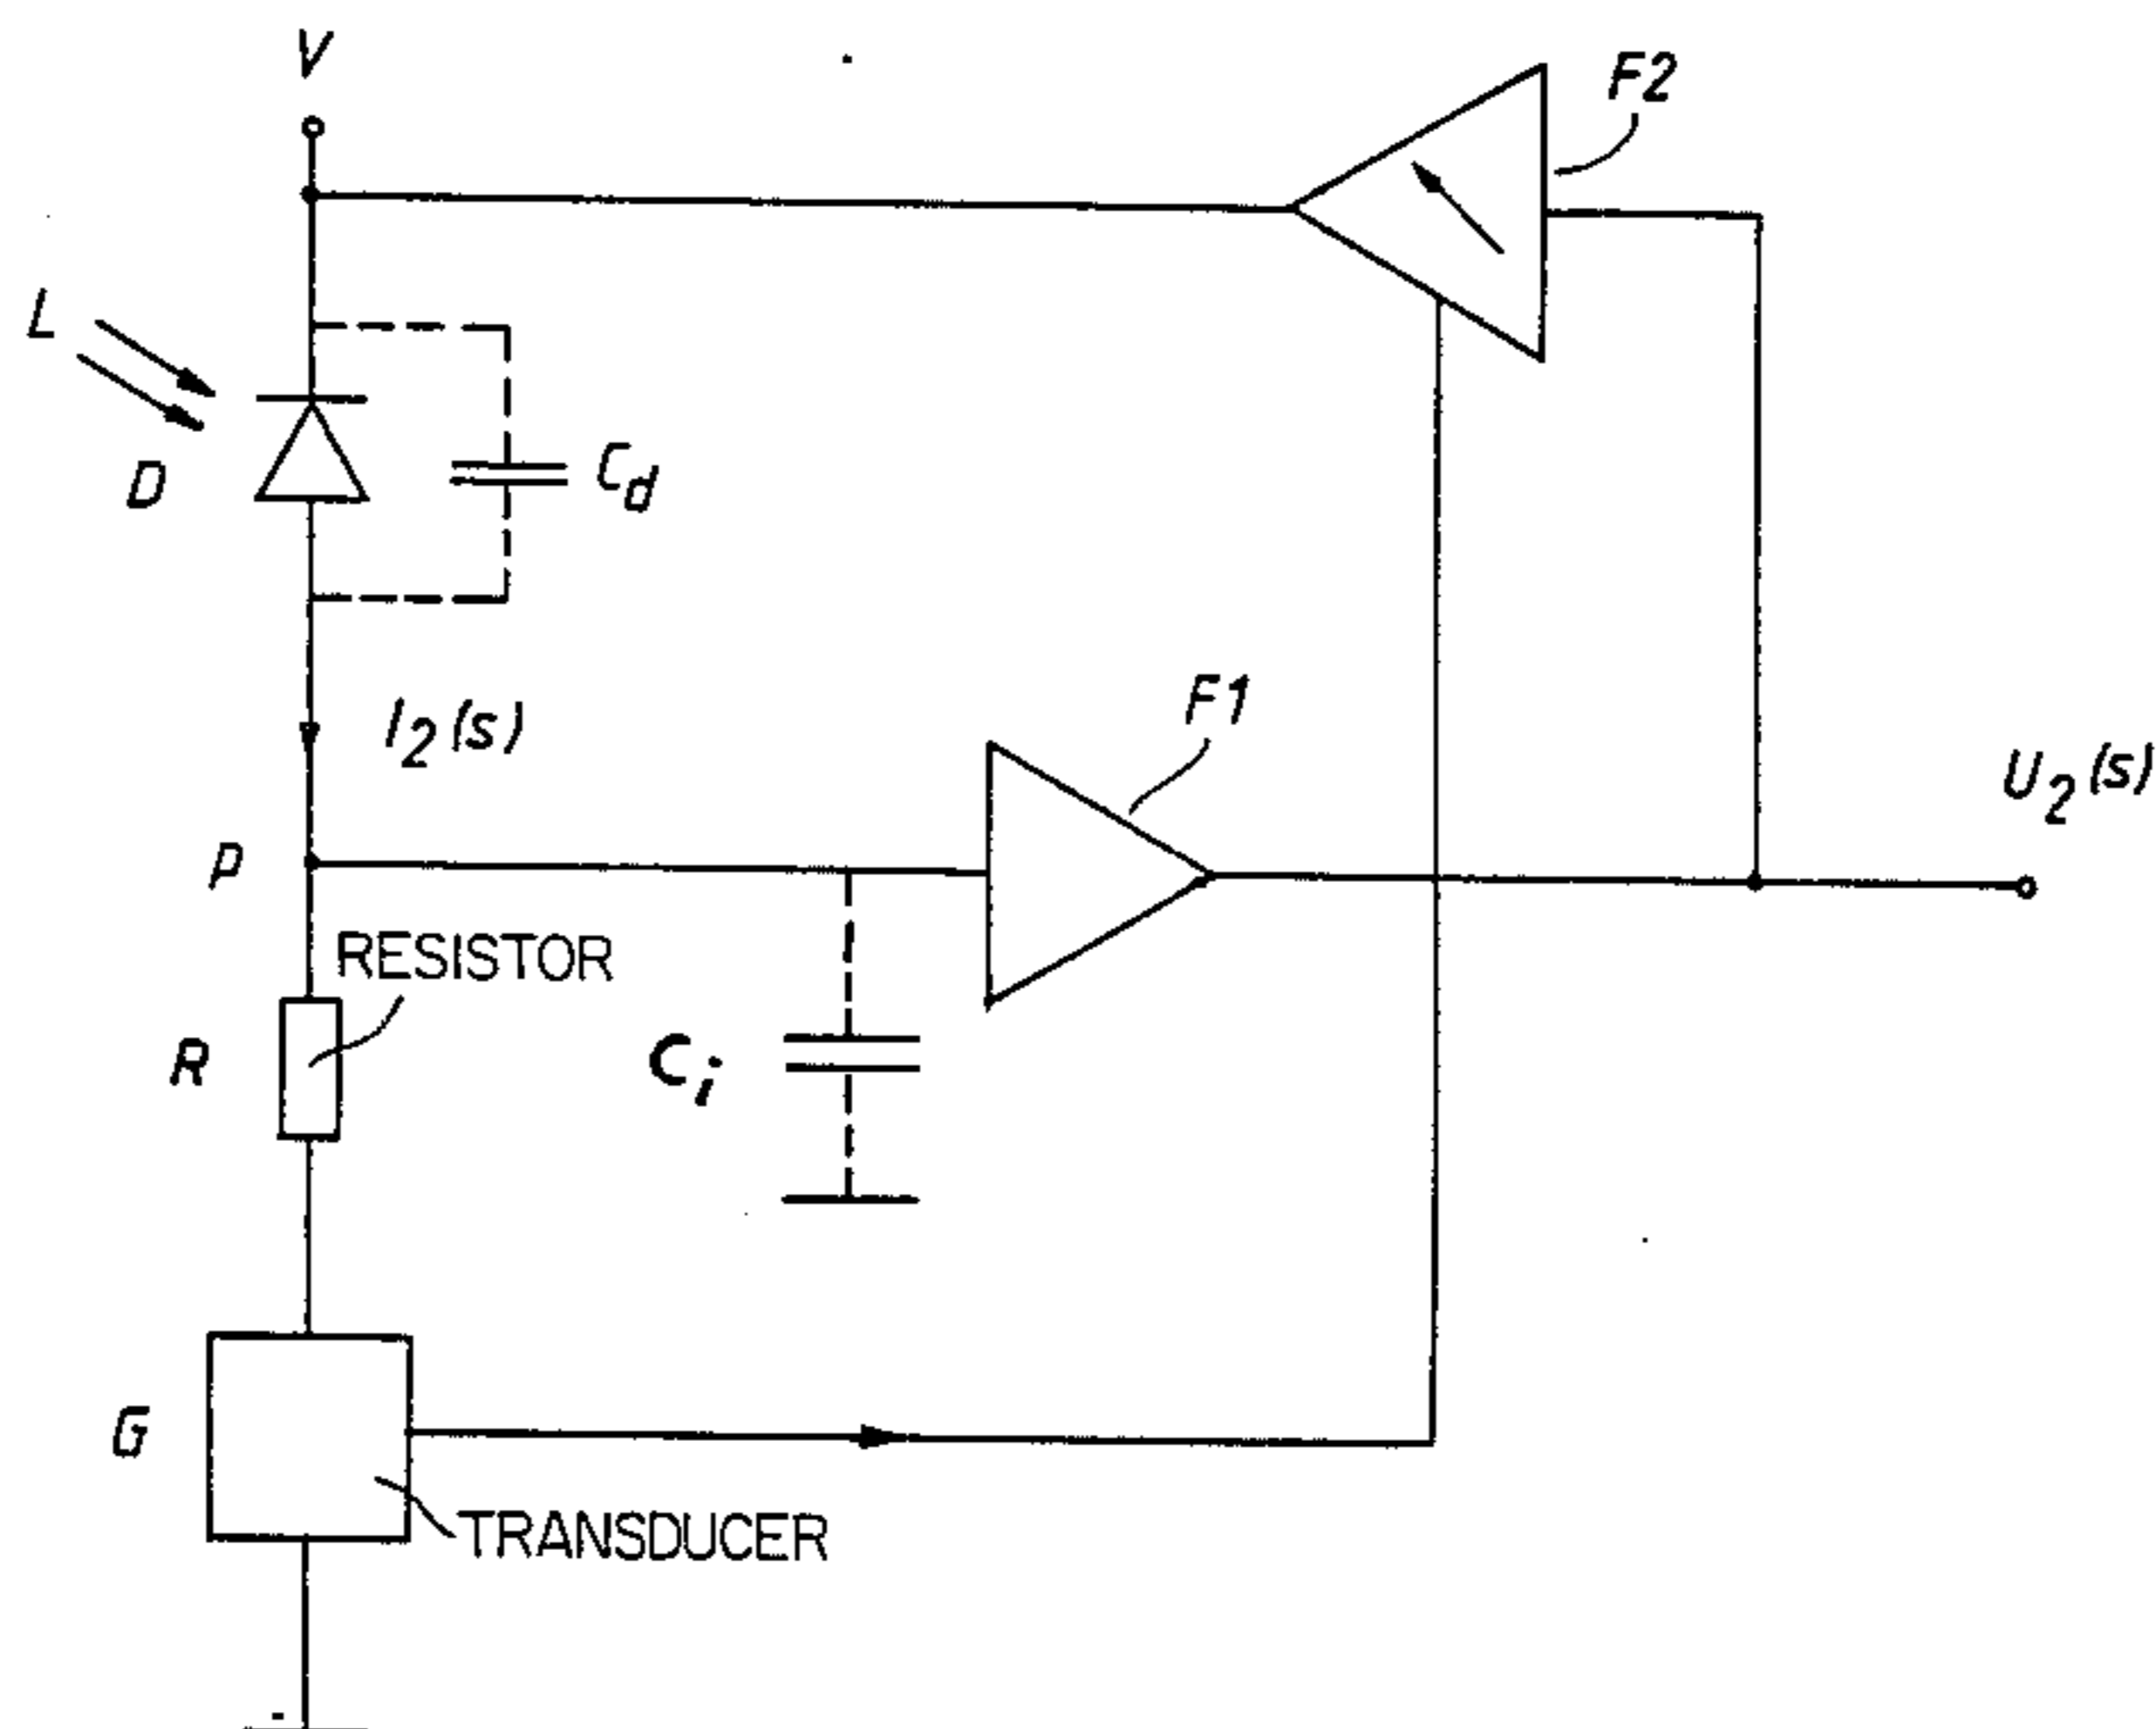 V
F2
L
D
Cd
I2(s)
F1
U2(s)
P
RESISTOR
R
Ci
G
TRANSDUCER